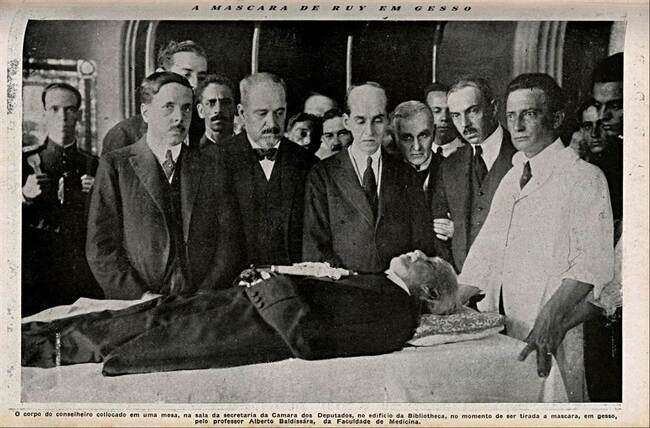 A MASCARA DE RUY EM GESSO
O corpo do conselheiro collocado em uma mesa, na sala da secretaria da Camara dos Deputados, no edificio da Bibliotheca, no momento de ser tirada a mascara, em gesso,
pelo professor Alberto Baldissára, da Faculdade de Medicina.